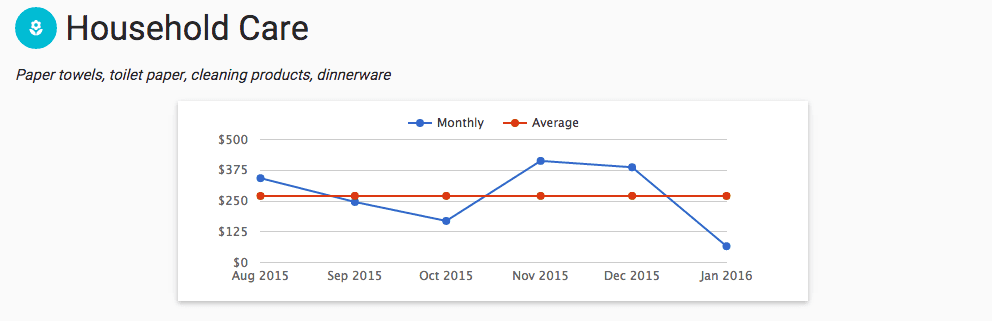 Household Care
Paper towels, toilet paper, cleaning products, dinnerware
Monthly Average
$500
$375
$250
$125
$0
Aug 2015 Sep 2015 Oct 2015 Nov 2015 Dec 2015 Jan 2016